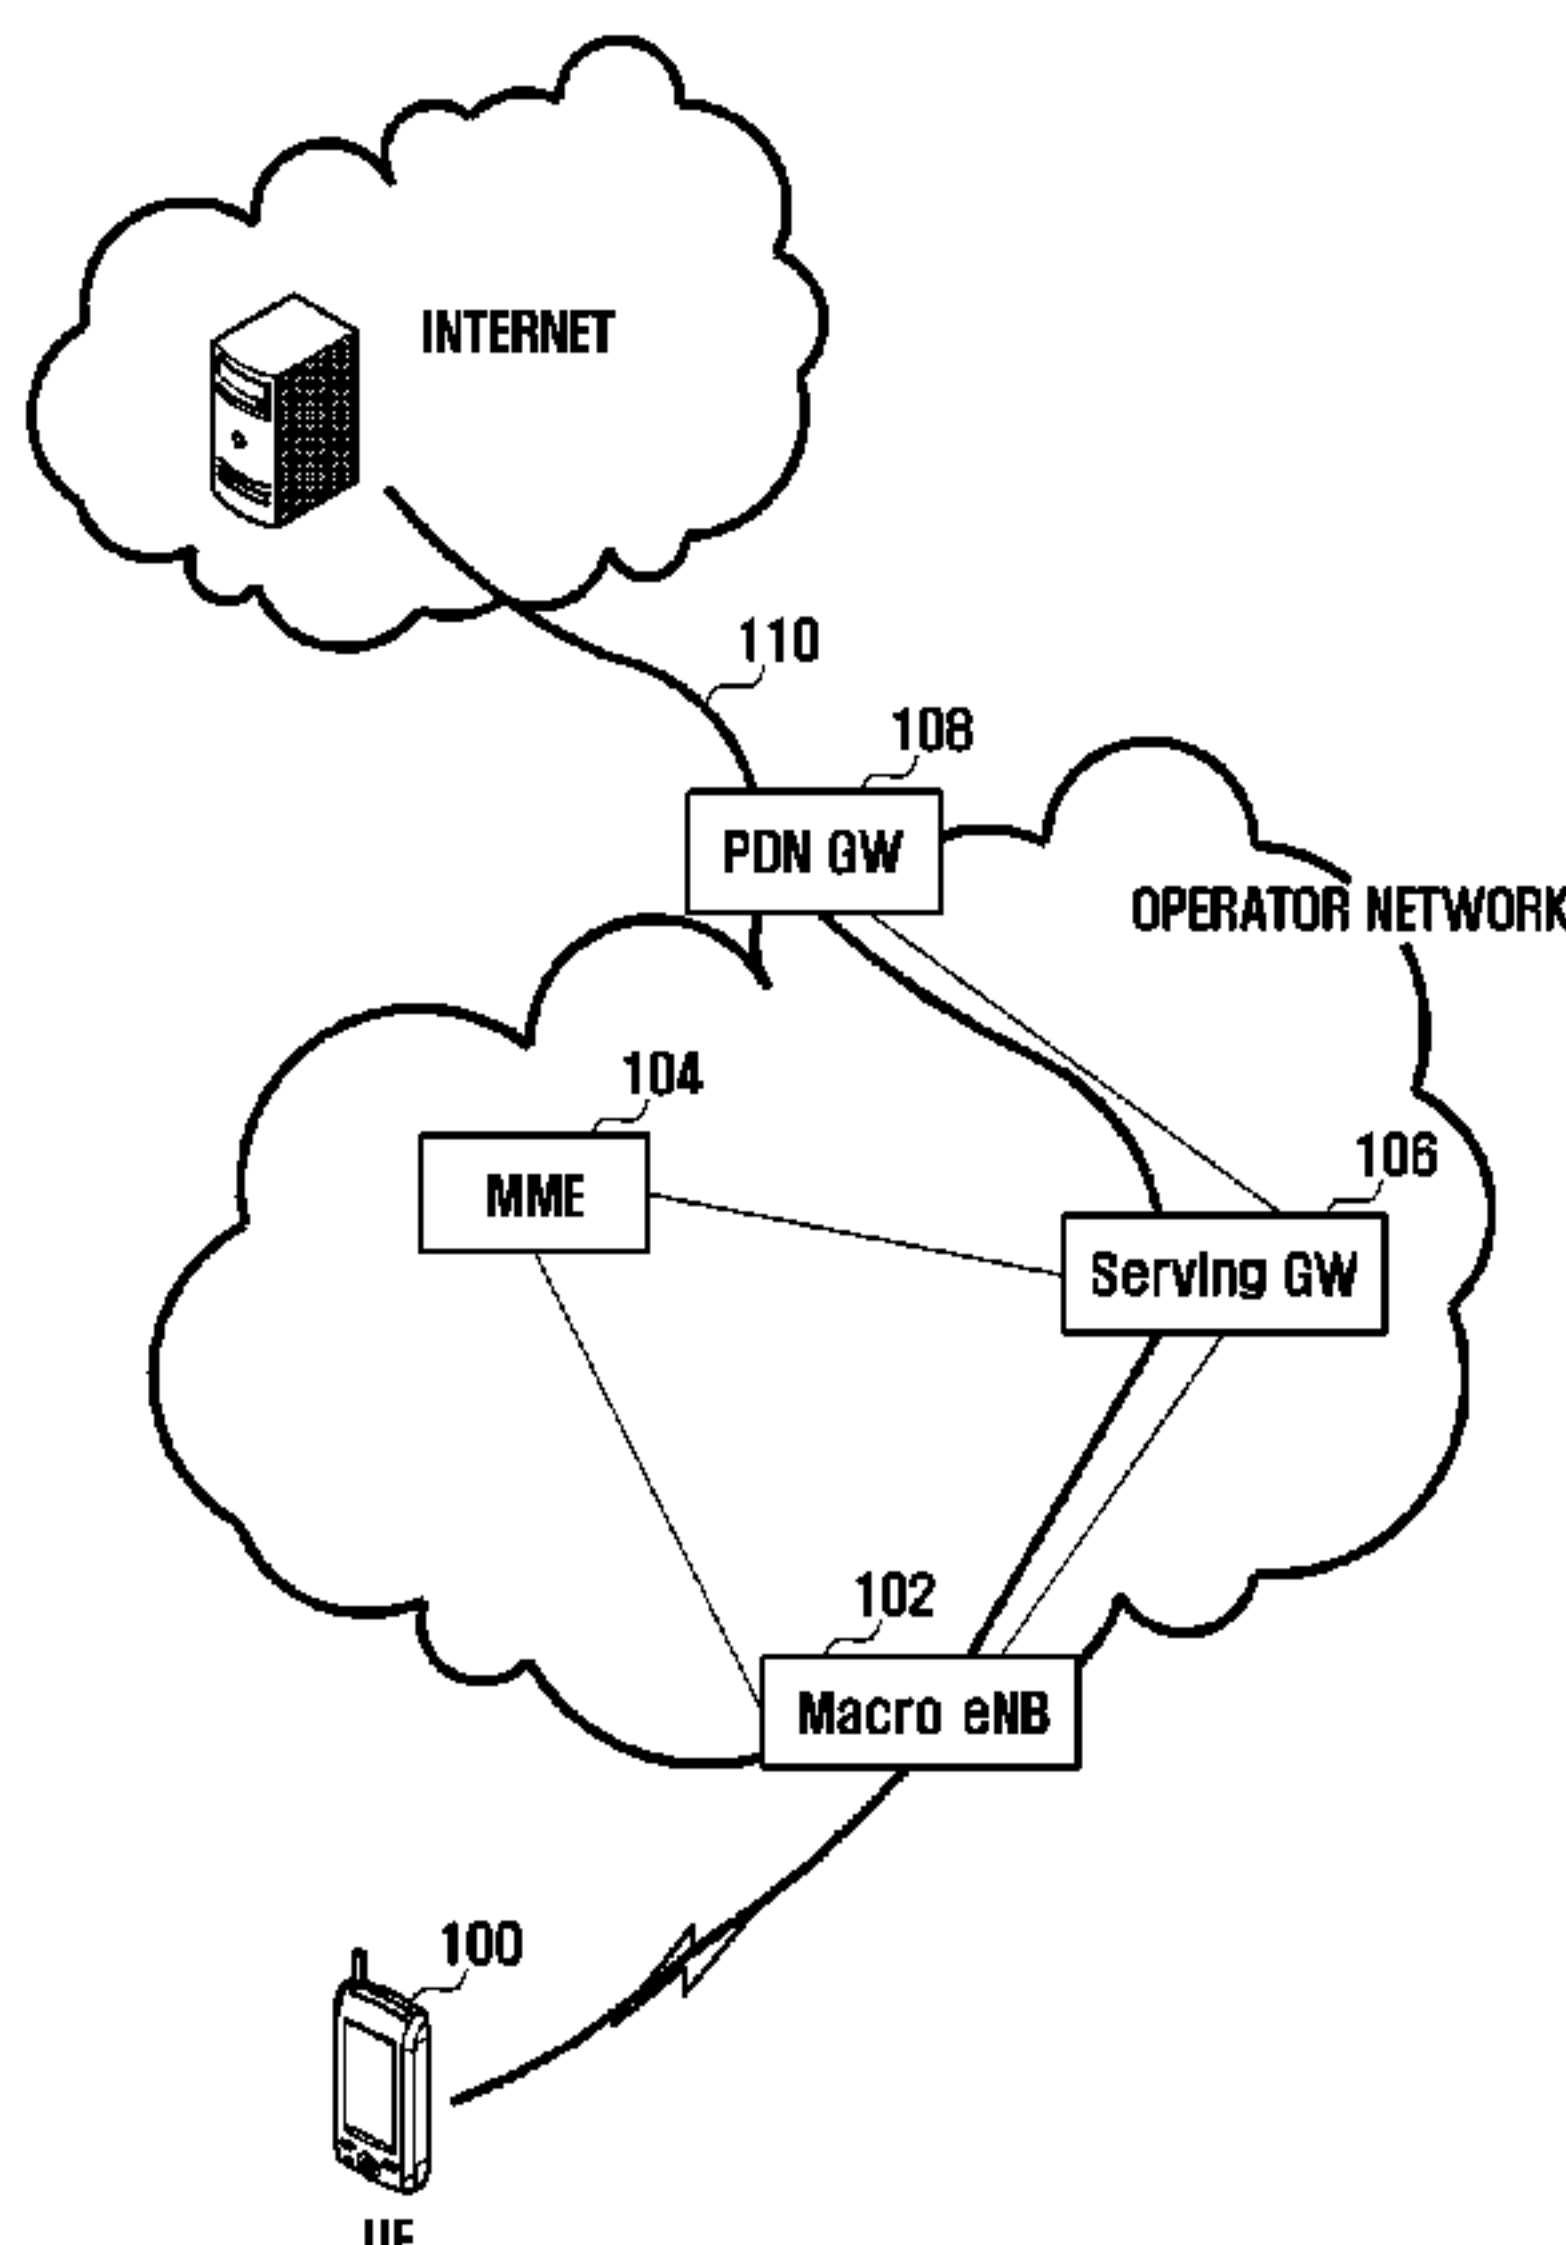 INTERNET
110
108
PDN GW
OPERATOR NETWORK
104
MME
106
Serving GW
102
Macro eNB
100
UE